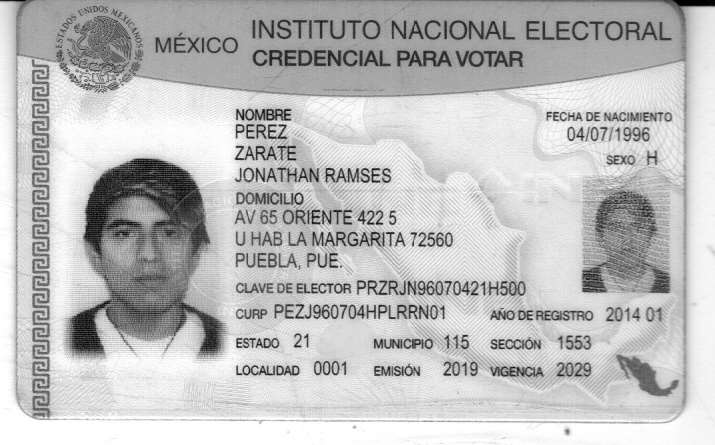 ESTADOS UNIDOS MEXICANOS
MÉXICO
INSTITUTO NACIONAL ELECTORAL
CREDENCIAL PARA VOTAR
NOMBRE
PEREZ
ZARATE
JONATHAN RAMSES
FECHA DE NACIMIENTO
04/07/1996
SEXO H
DOMICILIO
AV 65 ORIENTE 422 5
U HAB LA MARGARITA 72560
PUEBLA, PUE.
CLAVE DE ELECTOR PRZRJN96070421H500
CURP PEZJ960704HPLRRN01 AÑO DE REGISTRO 2014 01
ESTADO 21 MUNICIPIO 115 SECCIÓN 1553
LOCALIDAD 0001 EMISIÓN 2019 VIGENCIA 2029